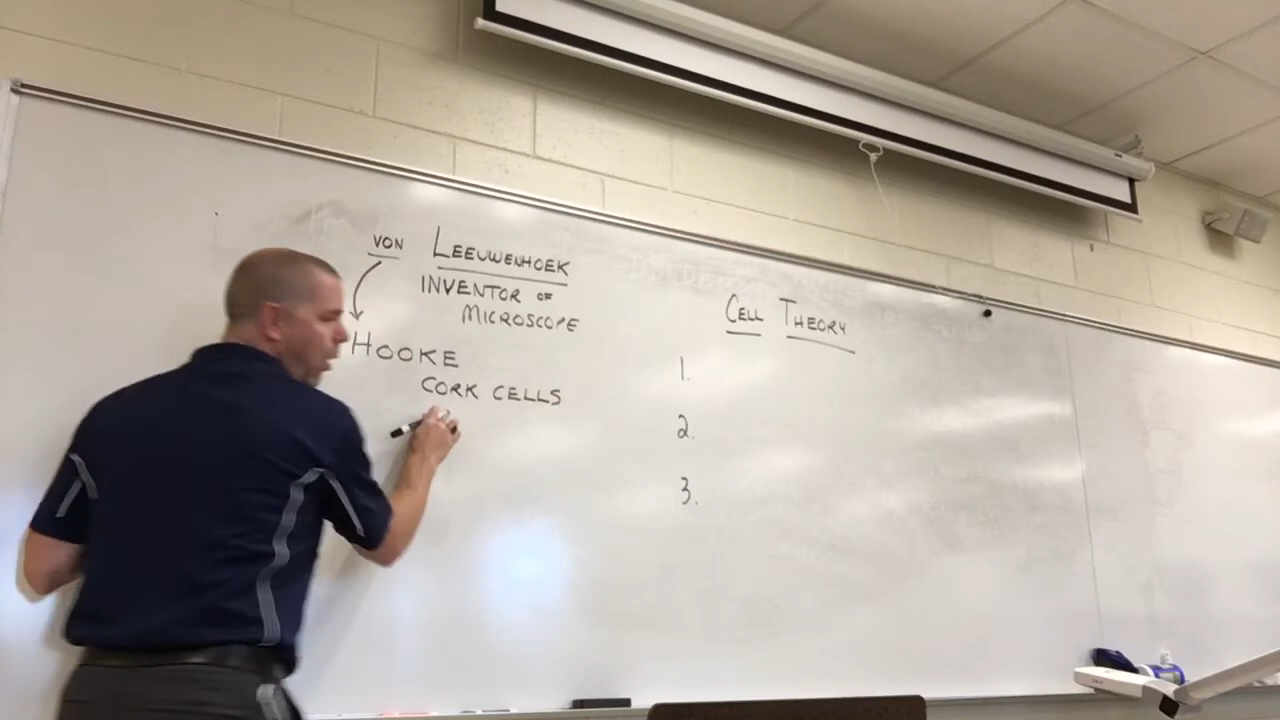 VON LEEUWENHOEK
INVENTOR OF
MICROSCOPE
HOOKE
CORK CELLS
CELL THEORY
1.
2.
3.